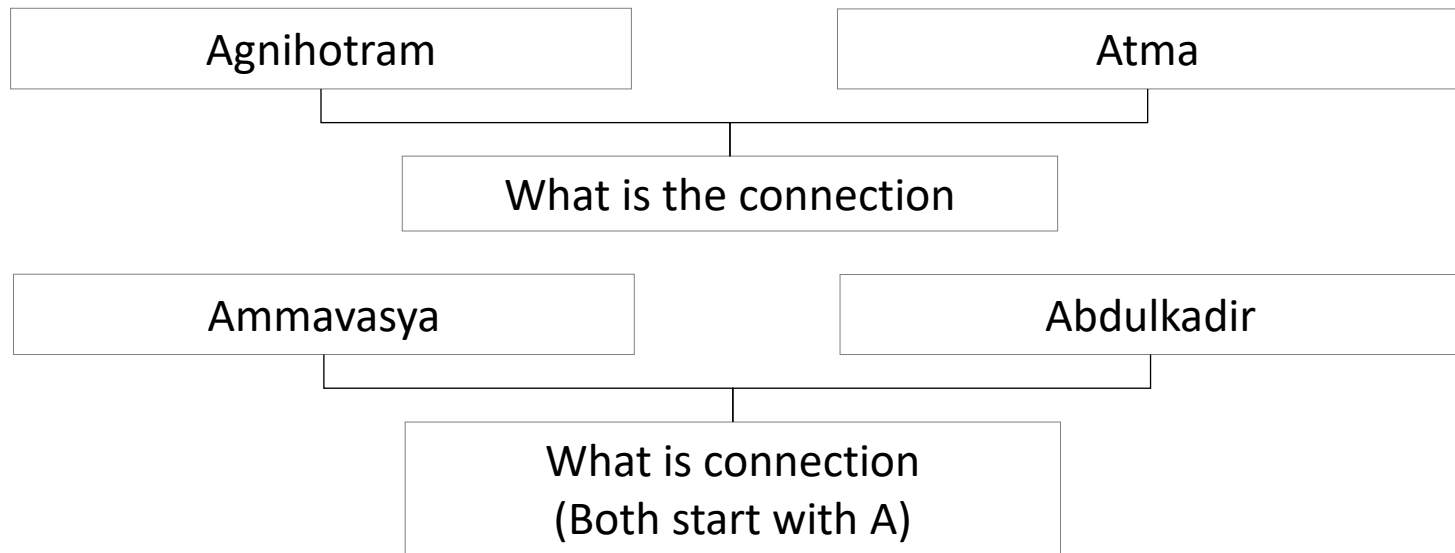 Agnihotram
Atma
What is the connection
Ammavasya
Abdulkadir
What is connection
(Both start with A)